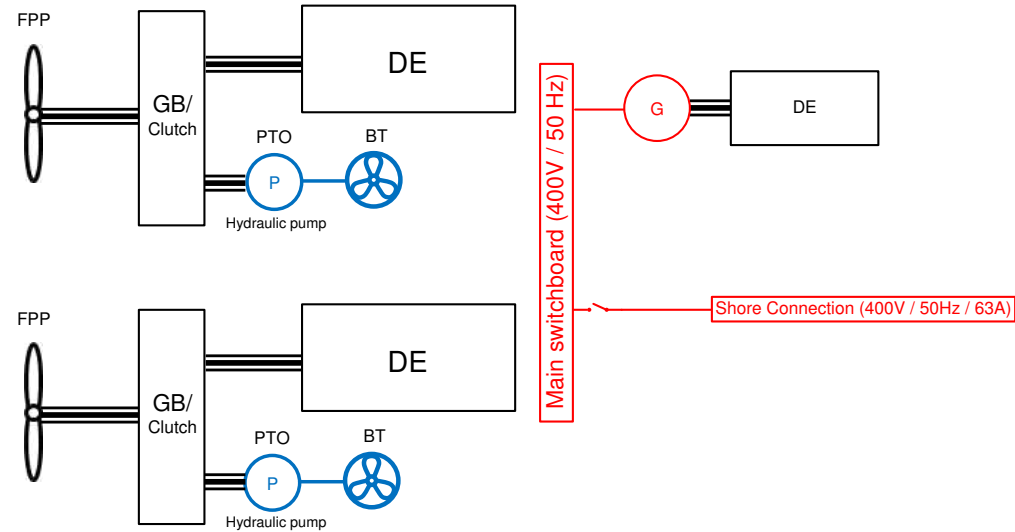 FPP
GB/
Clutch
DE
PTO
BT
P
Hydraulic pump
FPP
GB/
Clutch
DE
PTO
BT
P
Hydraulic pump
Main switchboard (400V / 50 Hz)
G
DE
Shore Connection (400V / 50Hz / 63A)